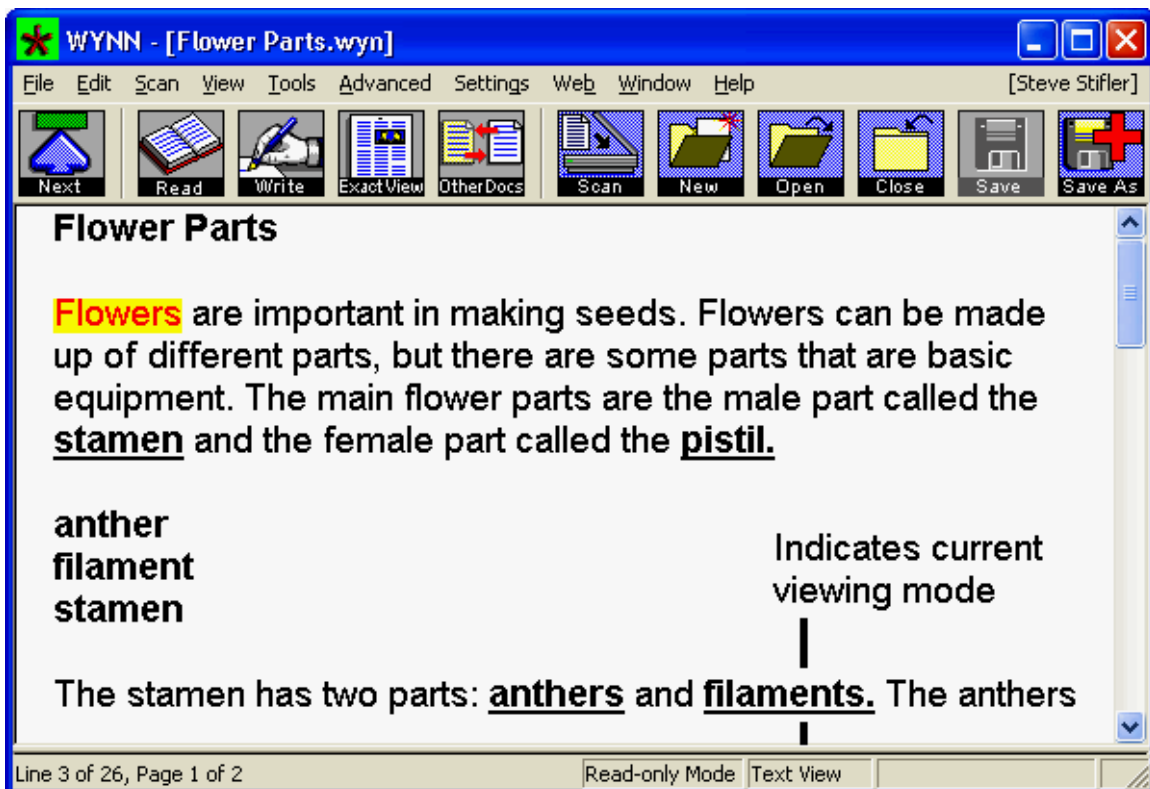 WYNN - [Flower Parts.wyn]
File Edit Scan View Tools Advanced Settings Web Window Help [Steve Stifler]
Next Read Write Exact View Other Docs Scan New Open Close Save Save As
Flower Parts
Flowers are important in making seeds. Flowers can be made
up of different parts, but there are some parts that are basic
equipment. The main flower parts are the male part called the
stamen and the female part called the pistil.
anther
filament
stamen
Indicates current
viewing mode
The stamen has two parts: anthers and filaments. The anthers
Line 3 of 26, Page 1 of 2 Read-only Mode Text View